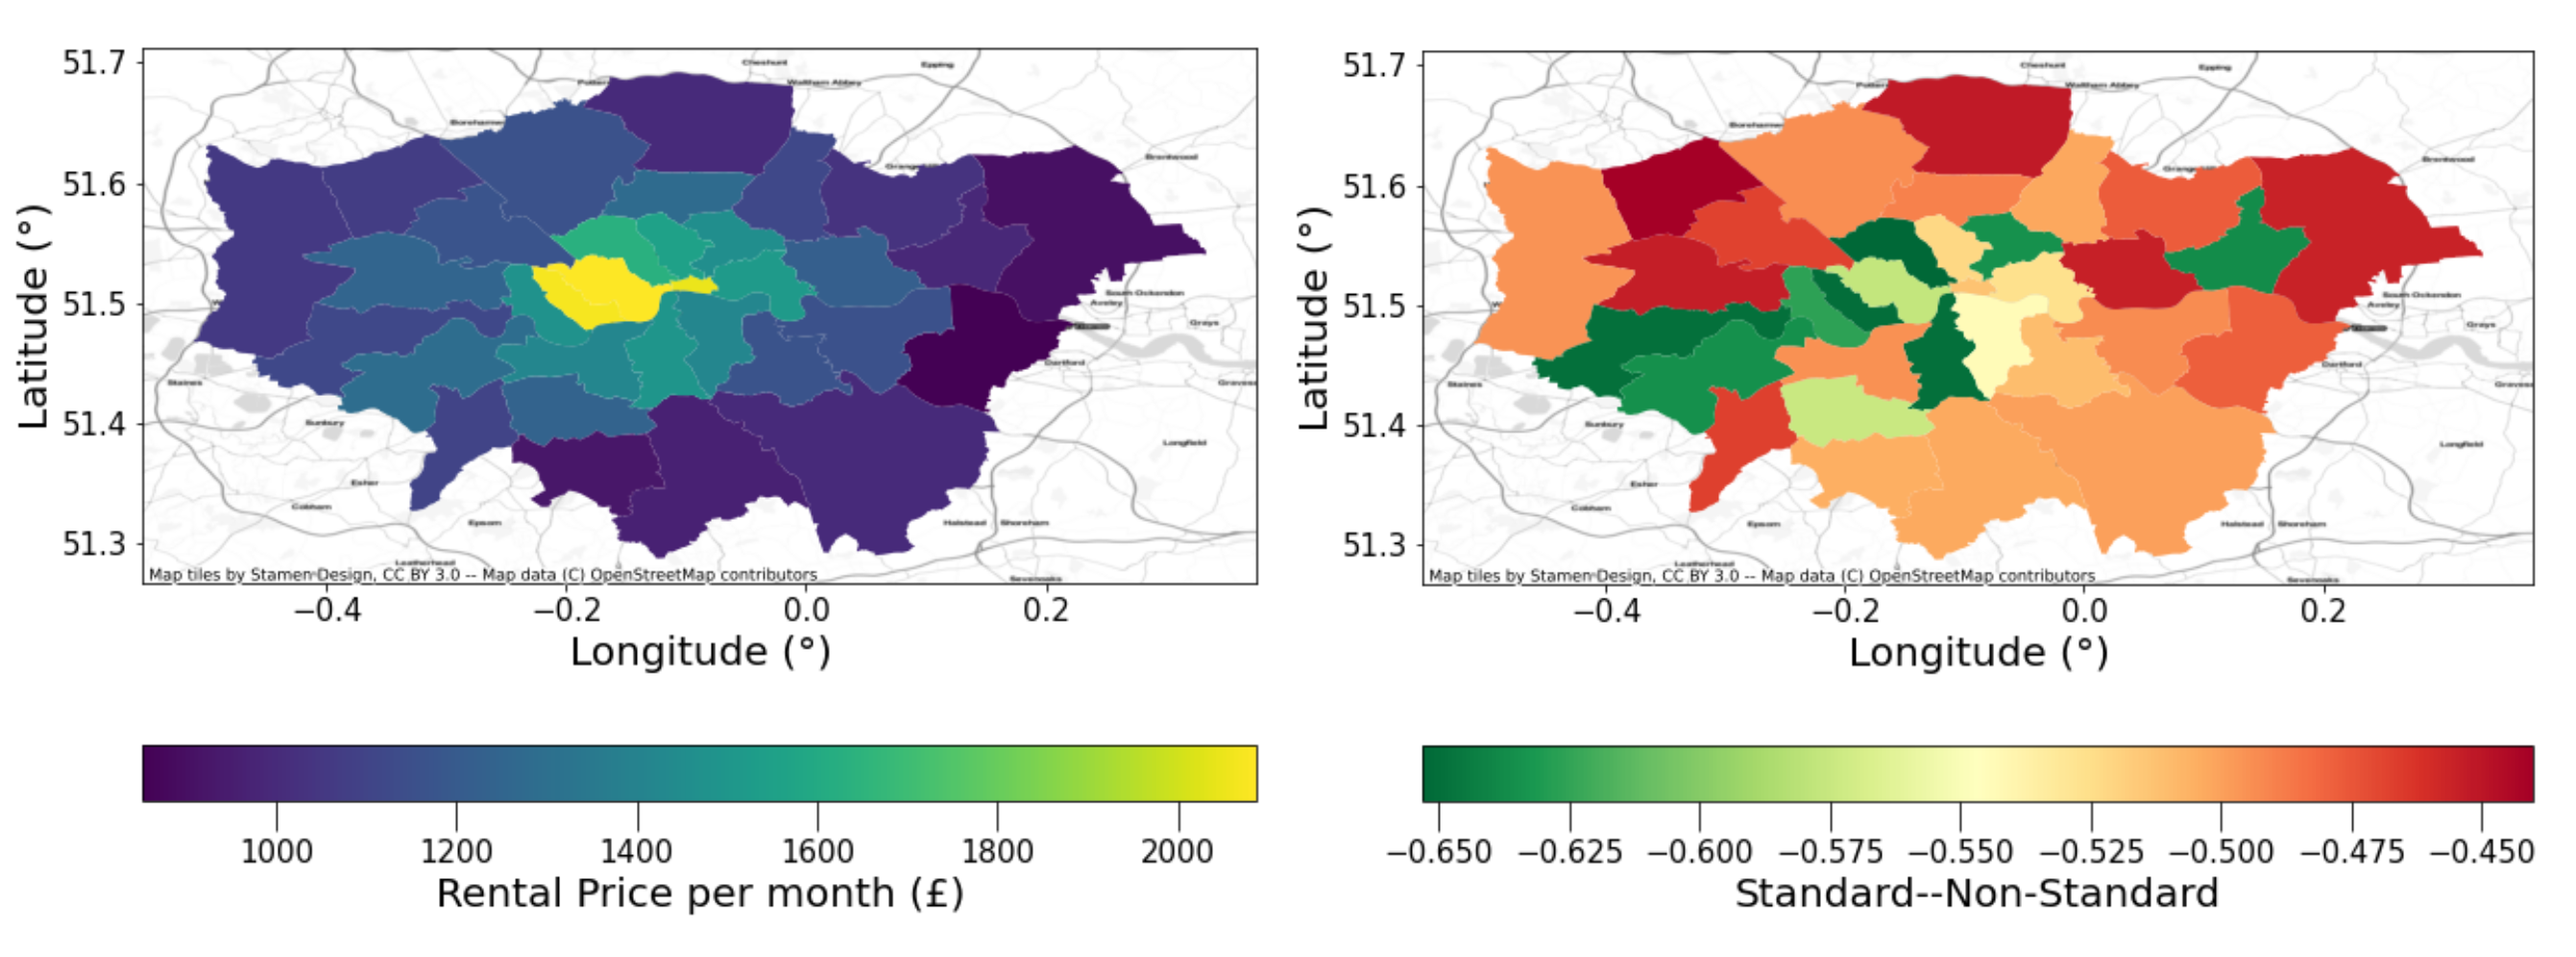 51.7
51.6
51.5
51.4
51.3
Latitude (°)
Cheshunt
Epping
Waltham Abbey
Brentwood
South Ockendon
Aveley
Grays
Dartford
Longfield
Staines
Sunbury
Esher
Cobham
Epsom
Halstead
Shoreham
Leatherhead
Sevenoaks
Map tiles by Stamen Design, CC BY 3.0 -- Map data (C) OpenStreetMap contributors
−0.4
−0.2
0.0
0.2
Longitude (°)
1000
1200
1400
1600
1800
2000
Rental Price per month (£)
51.7
51.6
51.5
51.4
51.3
Latitude (°)
Cheshunt
Epping
Waltham Abbey
Brentwood
South Ockendon
Aveley
Grays
Dartford
Longfield
Staines
Sunbury
Esher
Cobham
Epsom
Halstead
Shoreham
Leatherhead
Sevenoaks
Map tiles by Stamen Design, CC BY 3.0 -- Map data (C) OpenStreetMap contributors
−0.4
−0.2
0.0
0.2
Longitude (°)
−0.650
−0.625
−0.600
−0.575
−0.550
−0.525
−0.500
−0.475
−0.450
Standard--Non-Standard